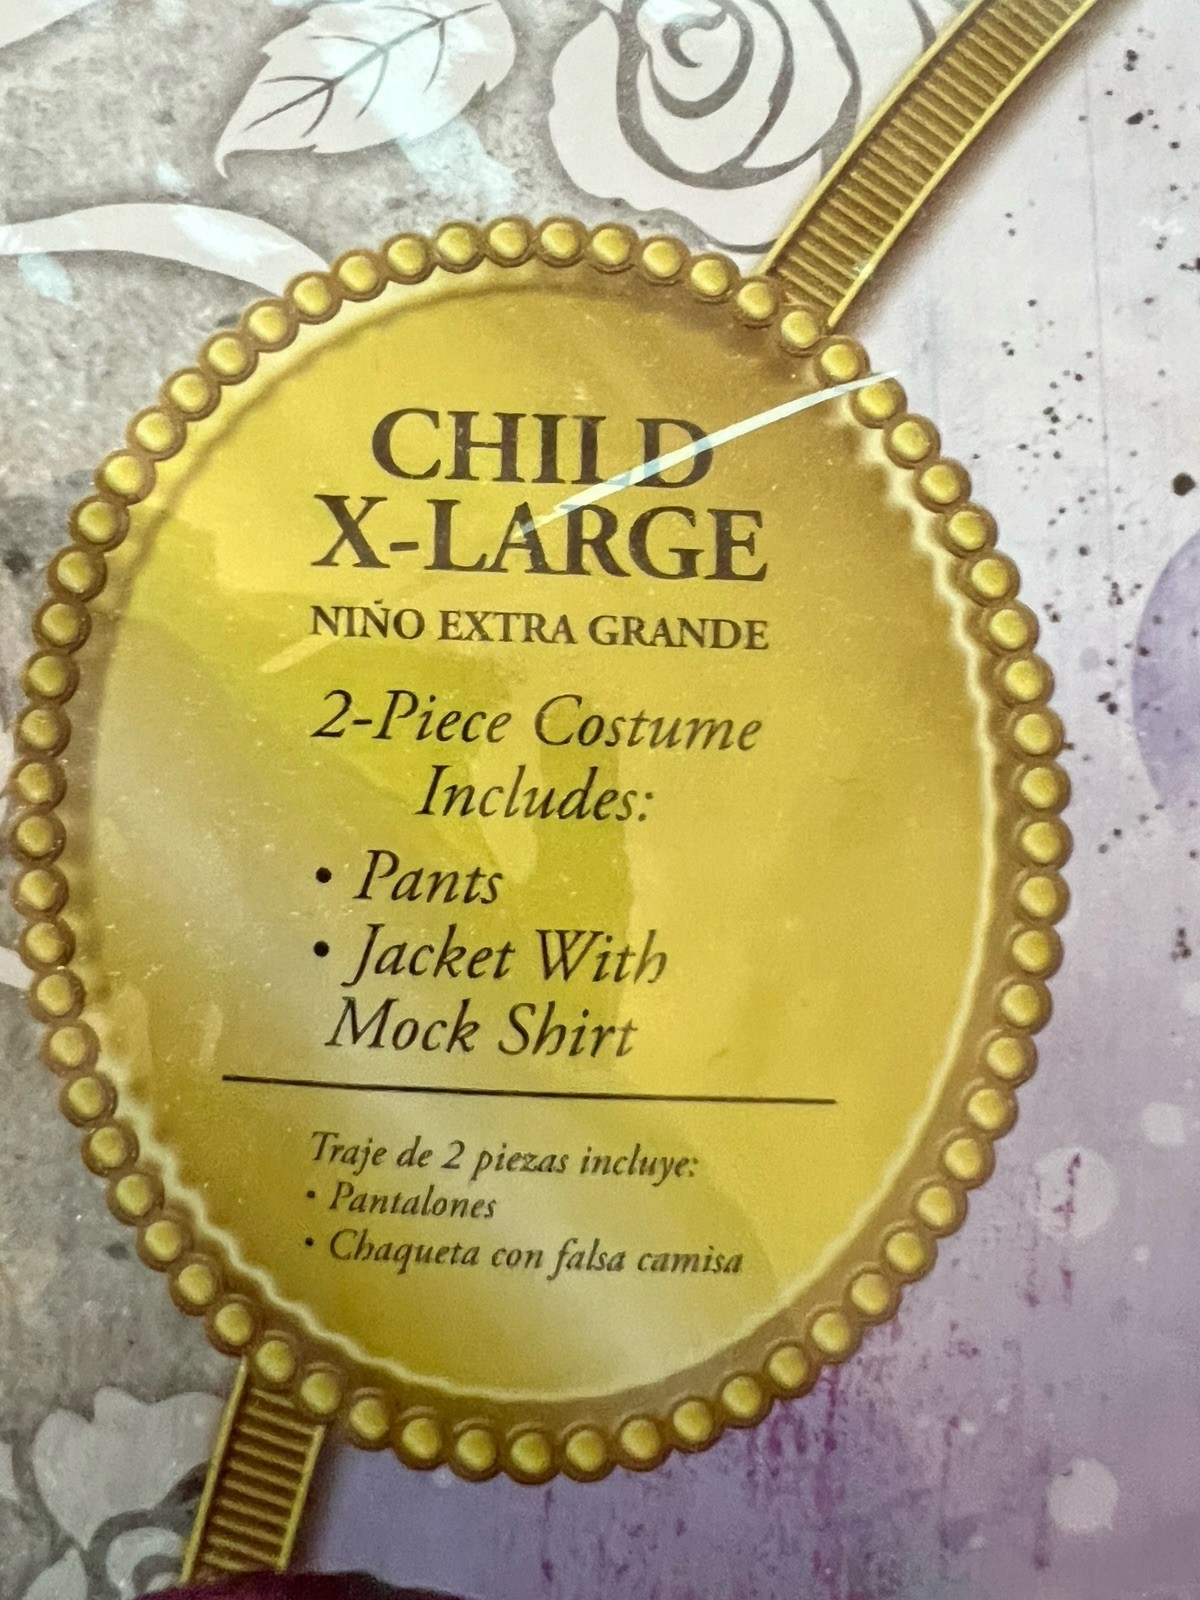 CHILD
X-LARGE
NIÑO EXTRA GRANDE
2-Piece Costume
Includes:
• Pants
• Jacket With
Mock Shirt
Traje de 2 piezas incluye:
• Pantalones
• Chaqueta con falsa camisa